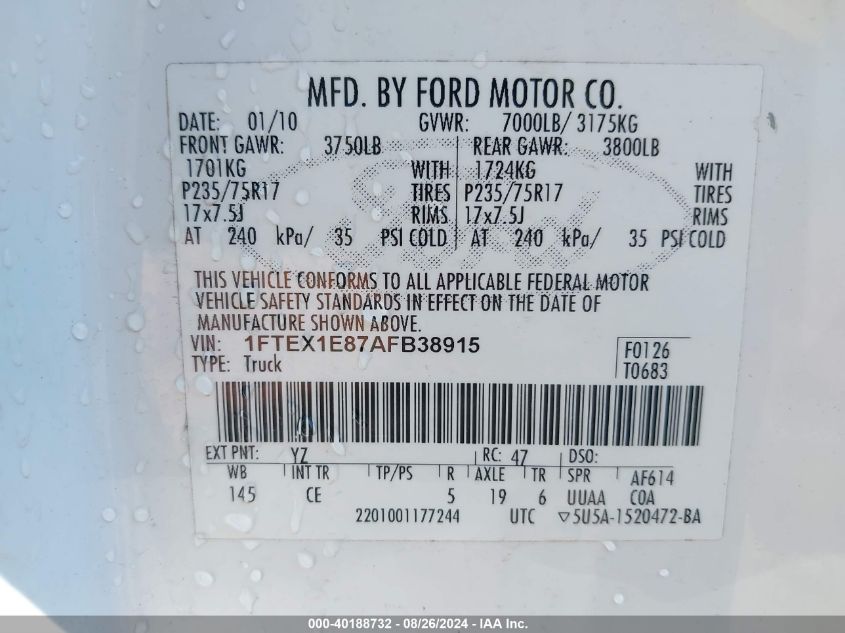 MFD. BY FORD MOTOR CO.
DATE: 01/10 GVWR: 7000LB/ 3175KG
FRONT GAWR: 3750LB REAR GAWR: 3800LB
1701KG WITH 1724KG WITH
P235/75R17 TIRES P235/75R17 TIRES
17x7.5J RIMS 17x7.5J RIMS
AT 240 kPa/ 35 PSI COLD AT 240 kPa/ 35 PSI COLD
Ford
THIS VEHICLE CONFORMS TO ALL APPLICABLE FEDERAL MOTOR
VEHICLE SAFETY STANDARDS IN EFFECT ON THE DATE OF
MANUFACTURE SHOWN ABOVE.
VIN: 1FTEX1E87AFB38915
TYPE: Truck
F0126
T0683
EXT PNT: YZ RC: 47 DSO:
WB INT TR TP/PS R AXLE TR SPR AF614
145 CE 5 19 6 UUAA COA
2201001177244 UTC ▽5U5A-1520472-BA
000-40188732 - 08/26/2024 - IAA Inc.